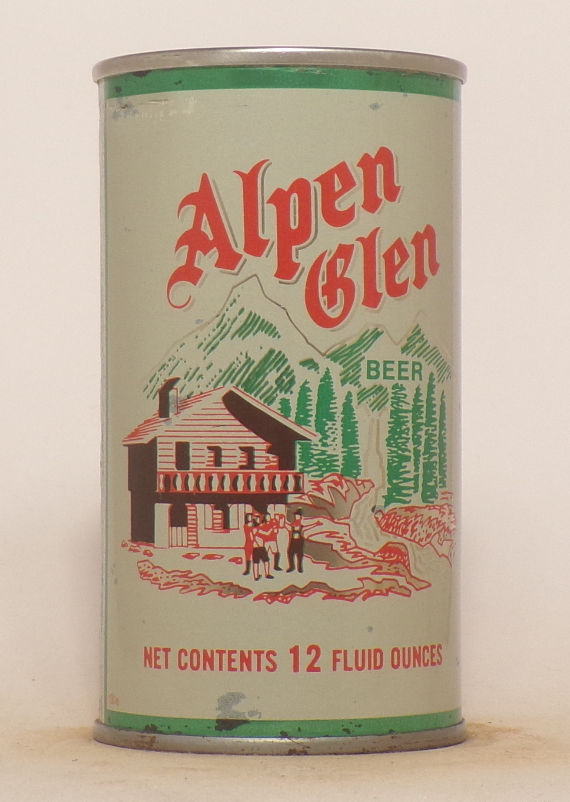 Alpen
Glen
BEER
NET CONTENTS 12 FLUID OUNCES